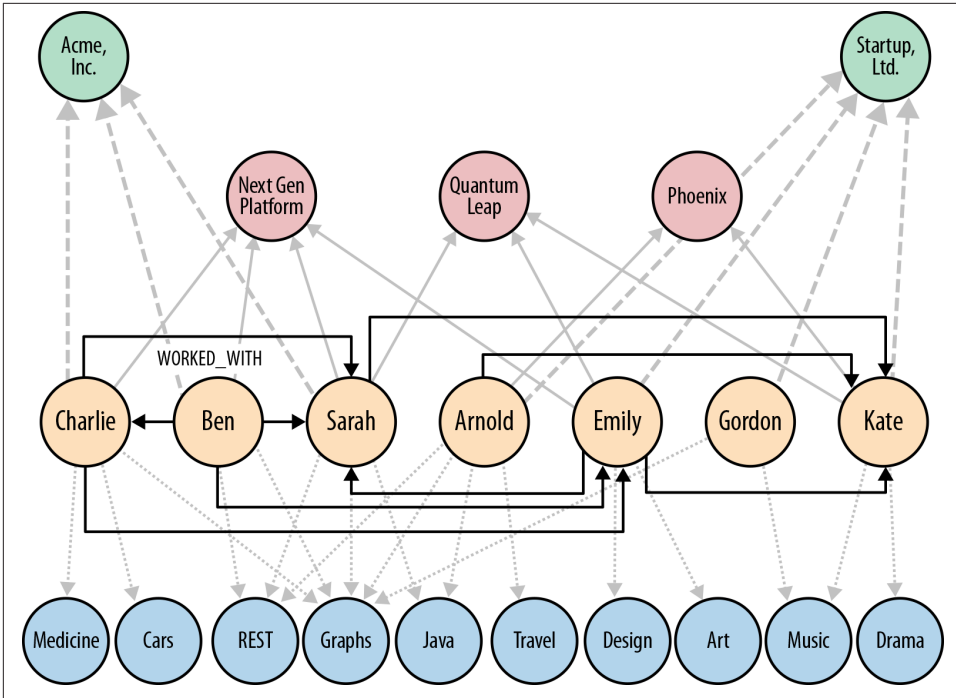 Acme,
Inc.
Startup,
Ltd.
Next Gen
Platform
Quantum
Leap
Phoenix
WORKED_WITH
Charlie
Ben
Sarah
Arnold
Emily
Gordon
Kate
Medicine
Cars
REST
Graphs
Java
Travel
Design
Art
Music
Drama